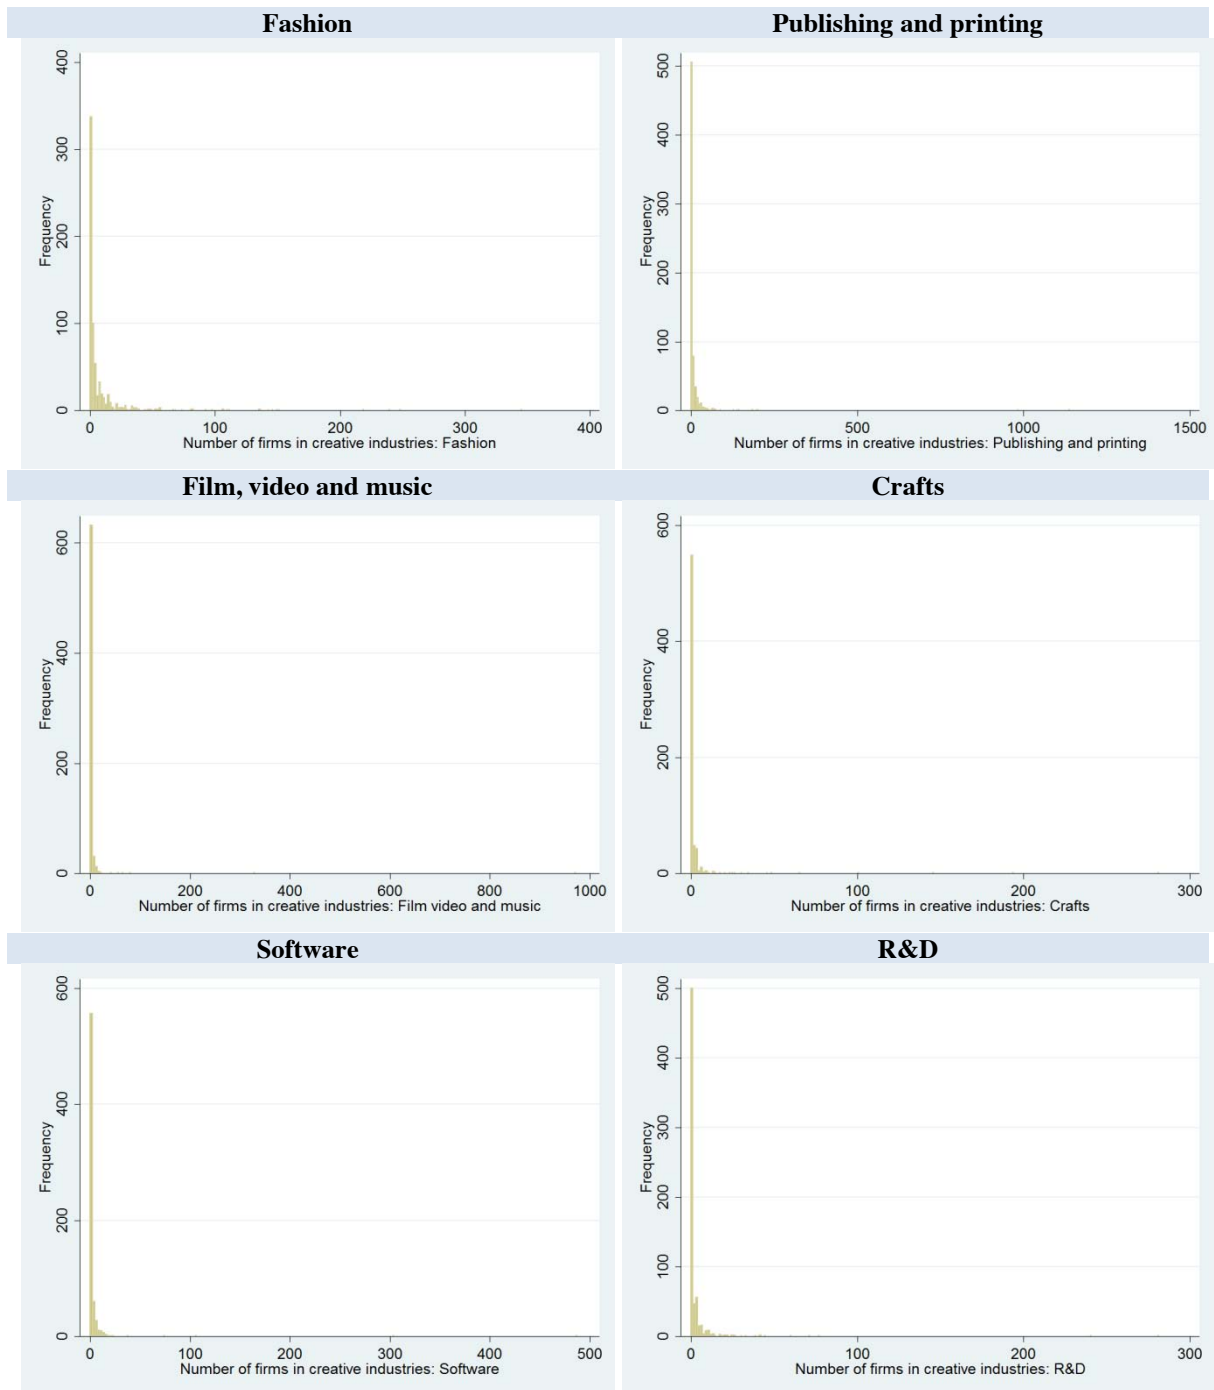 Fashion
Publishing and printing
400
300
200
100
0
Frequency
0 100 200 300 400
Number of firms in creative industries: Fashion
500
400
300
200
100
0
Frequency
0 500 1000 1500
Number of firms in creative industries: Publishing and printing
Film, video and music
Crafts
600
400
200
0
Frequency
0 200 400 600 800 1000
Number of firms in creative industries: Film video and music
600
400
200
0
Frequency
0 100 200 300
Number of firms in creative industries: Crafts
Software
R&D
600
400
200
0
Frequency
0 100 200 300 400 500
Number of firms in creative industries: Software
500
400
300
200
100
0
Frequency
0 100 200 300
Number of firms in creative industries: R&D